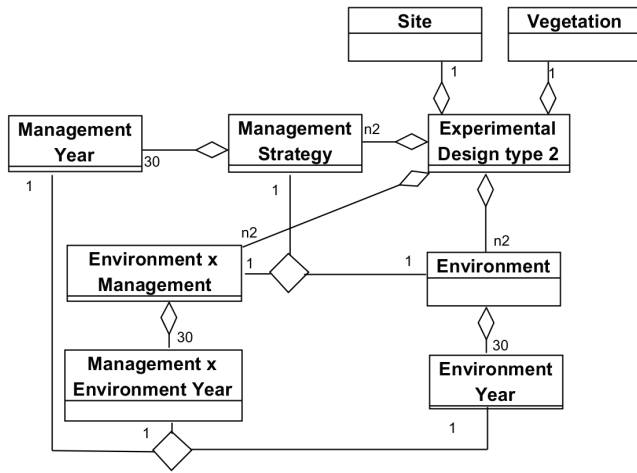 Site
Vegetation
1
1
Management
Year
30
Management
Strategy
n2
Experimental
Design type 2
1
1
n2
n2
Environment x
Management
1
1
Environment
30
30
Management x
Environment Year
Environment
Year
1
1